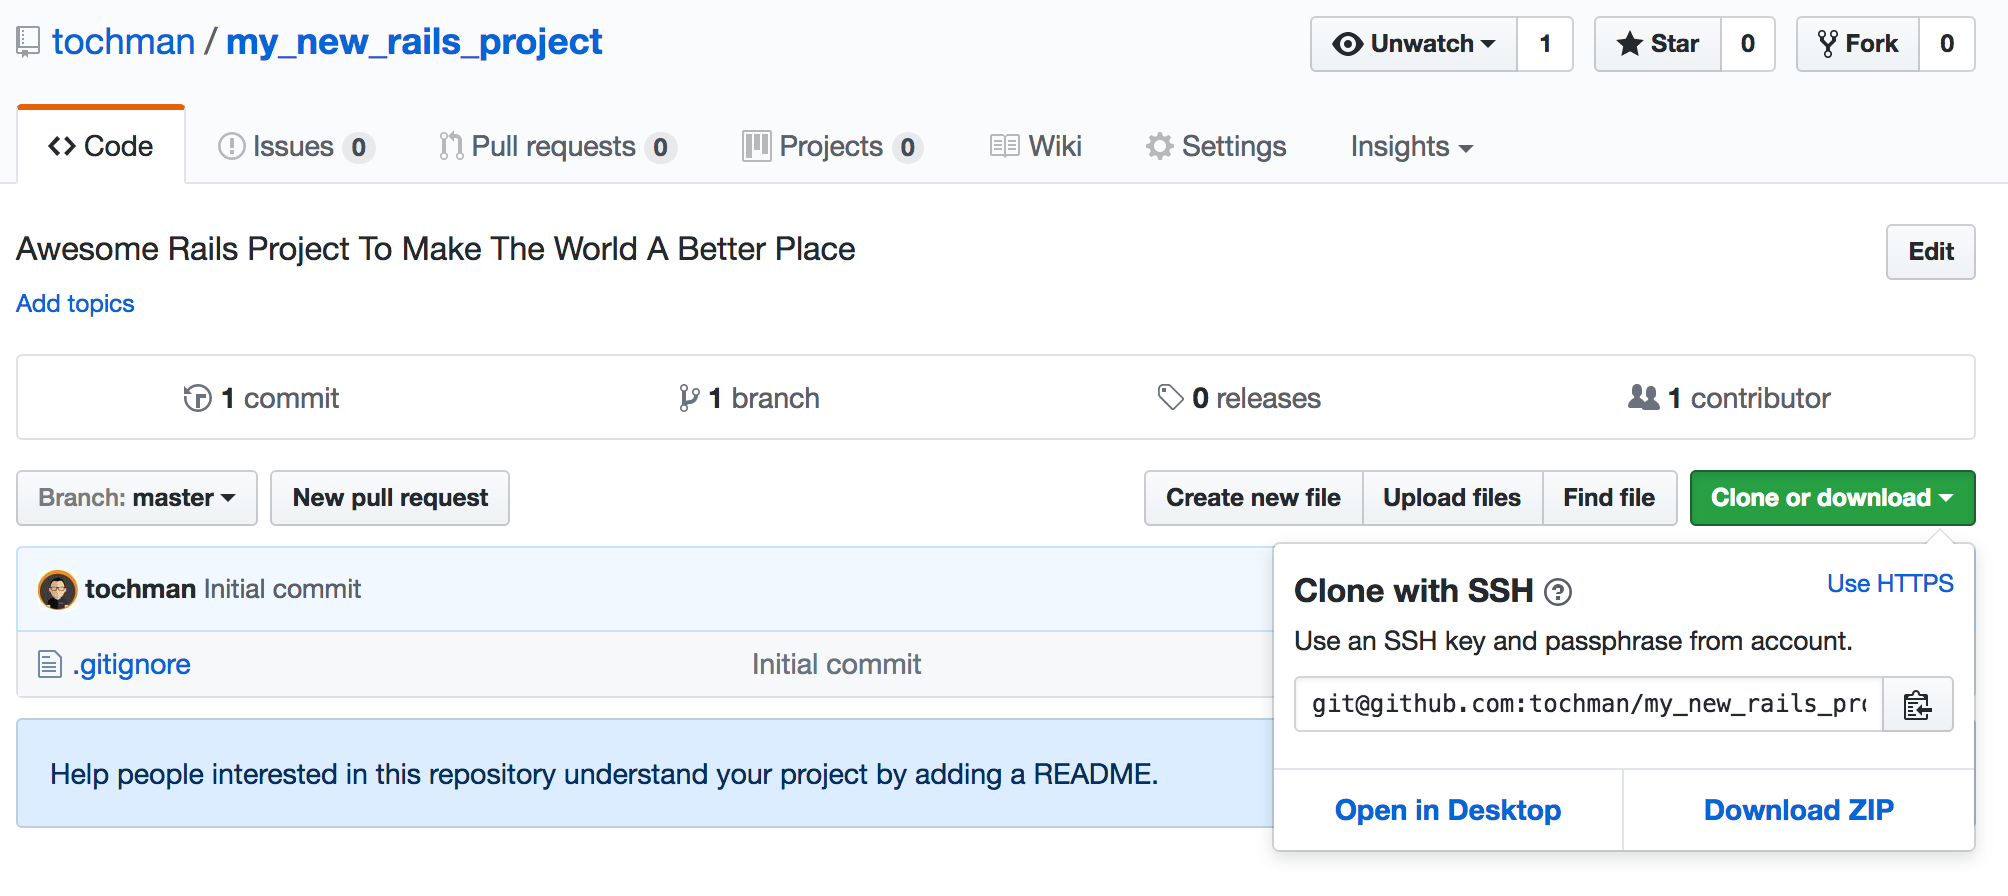 tochman / my_new_rails_project
Unwatch 1 Star 0 Fork 0
Code Issues 0 Pull requests 0 Projects 0 Wiki Settings Insights
Awesome Rails Project To Make The World A Better Place
Edit
Add topics
1 commit 1 branch 0 releases 1 contributor
Branch: master New pull request Create new file Upload files Find file Clone or download
tochman Initial commit
.gitignore Initial commit
Help people interested in this repository understand your project by adding a README.
Clone with SSH Use HTTPS
Use an SSH key and passphrase from account.
git@github.com:tochman/my_new_rails_pro
Open in Desktop Download ZIP